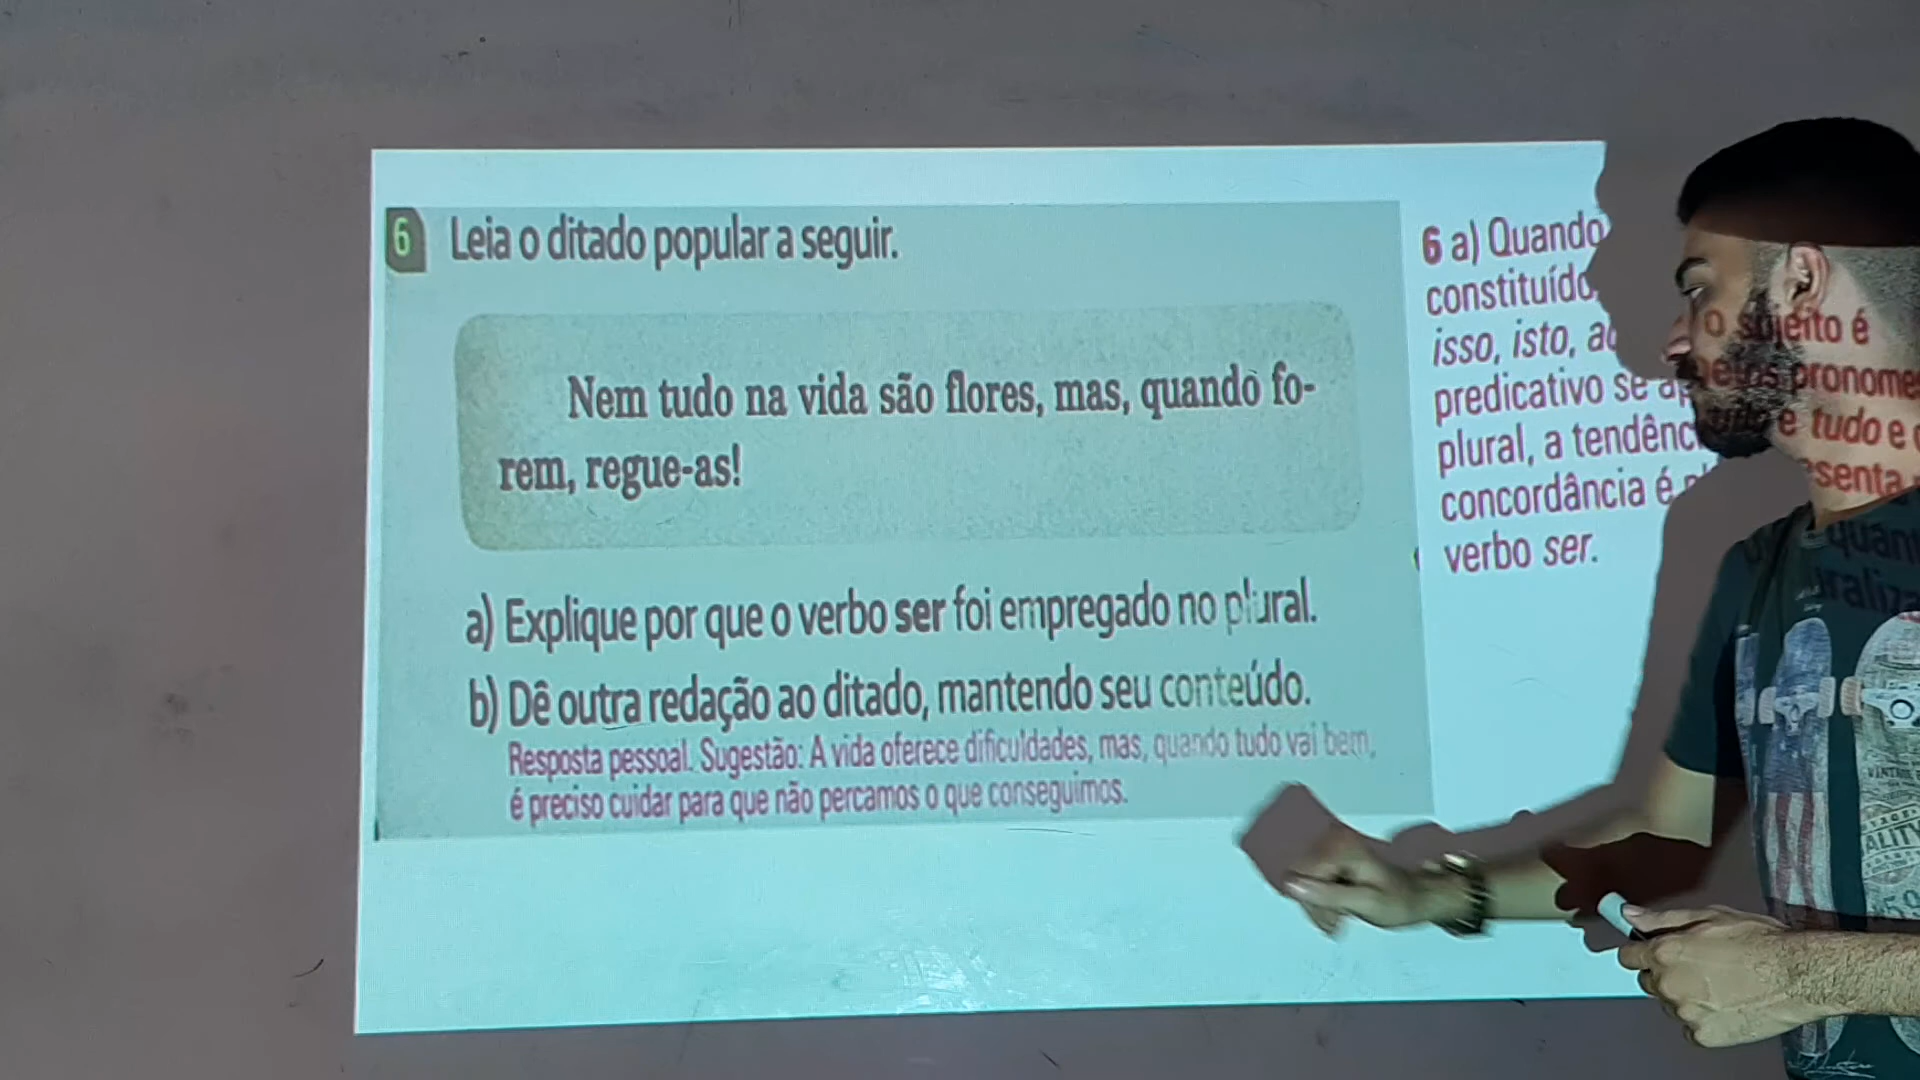 6 Leia o ditado popular a seguir.
Nem tudo na vida são flores, mas, quando fo-
rem, regue-as!
a) Explique por que o verbo ser foi empregado no plural.
b) Dê outra redação ao ditado, mantendo seu conteúdo.
Resposta pessoal. Sugestão: A vida oferece dificuldades, mas, quando tudo vai bem,
é preciso cuidar para que não percamos o que conseguimos.
6 a) Quando o sujeito é
constituído pronomes
isso, isto, tudo e
predicativo se
plural, a tendênc
concordância é
verbo ser.